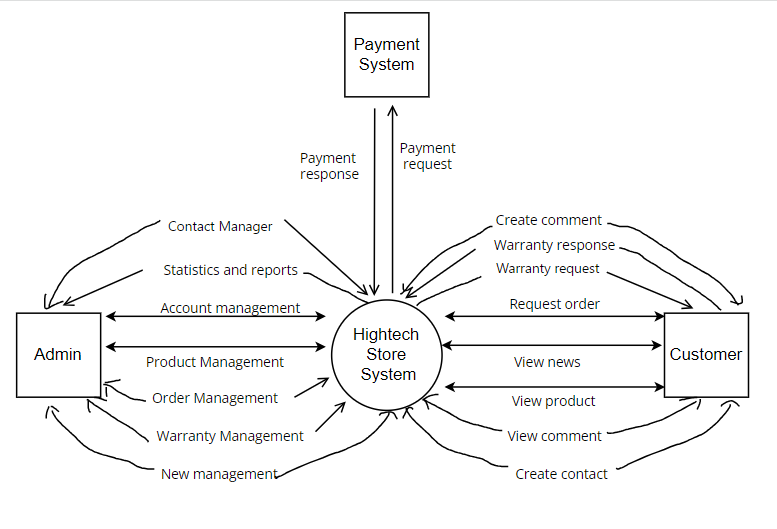 Payment
System
Payment
response
Payment
request
Contact Manager
Create comment
Warranty response
Statistics and reports
Warranty request
Account management
Request order
Admin
Hightech
Store
System
Customer
Product Management
View news
Order Management
View product
Warranty Management
View comment
New management
Create contact